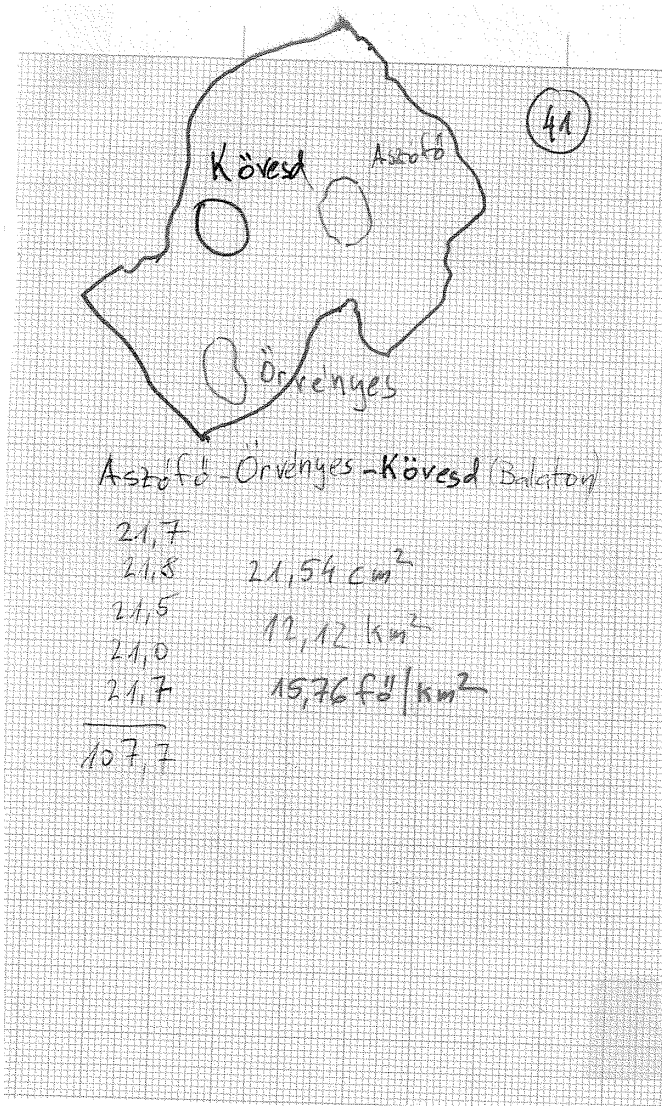 41
Kövesd
Aszófő
Örvényes
Aszófő-Örvényes-Kövesd (Balaton)
21,7
21,8
21,5
21,0
21,7
107,7
21,54 cm²
12,12 km²
15,76 fő/km²